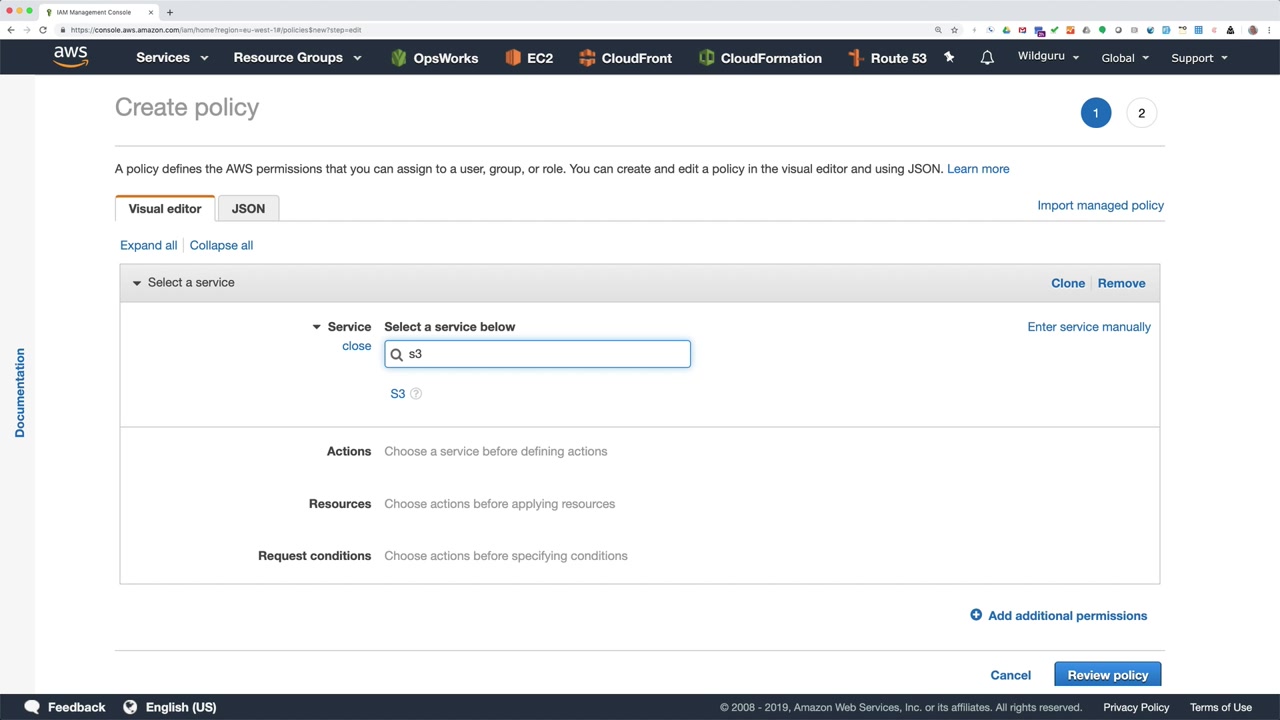 IAM Management Console
https://console.aws.amazon.com/iam/home?region=eu-west-1#/policies$new?step=edit
aws
Services
Resource Groups
OpsWorks
EC2
CloudFront
CloudFormation
Route 53
Wildguru
Global
Support
Create policy
1
2
A policy defines the AWS permissions that you can assign to a user, group, or role. You can create and edit a policy in the visual editor and using JSON. Learn more
Visual editor
JSON
Import managed policy
Expand all
Collapse all
Select a service
Clone
Remove
Service
Select a service below
Enter service manually
close
s3
S3
Documentation
Actions
Choose a service before defining actions
Resources
Choose actions before applying resources
Request conditions
Choose actions before specifying conditions
Add additional permissions
Cancel
Review policy
Feedback
English (US)
© 2008 - 2019, Amazon Web Services, Inc. or its affiliates. All rights reserved.
Privacy Policy
Terms of Use